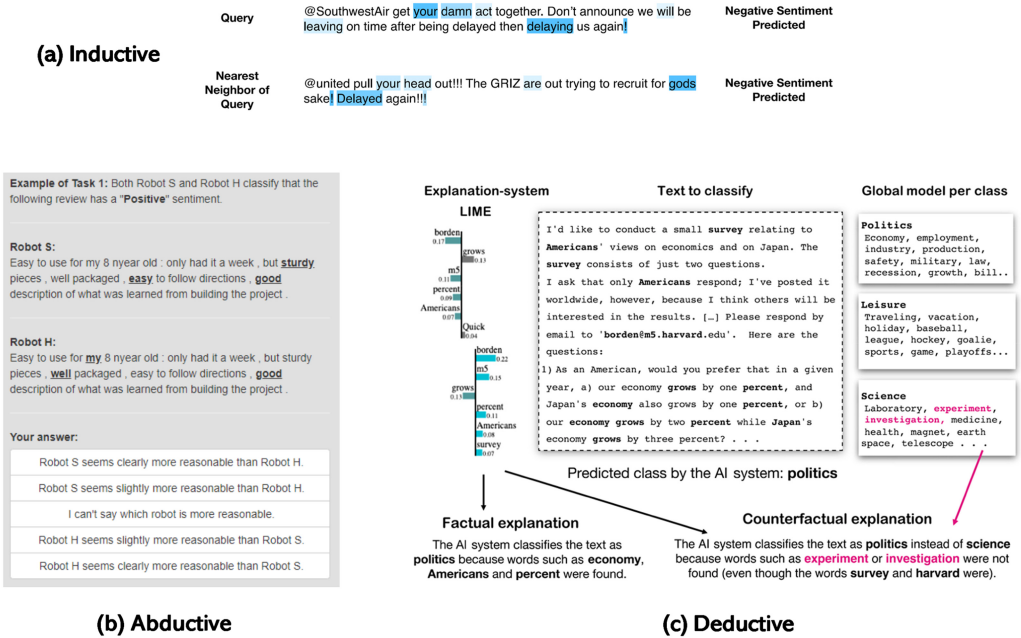 Query
@SouthwestAir get your damn act together. Don't announce we will be
leaving on time after being delayed then delaying us again!
Negative Sentiment
Predicted
(a) Inductive
Nearest
Neighbor of
Query
@united pull your head out!!! The GRIZ are out trying to recruit for gods
sake! Delayed again!!!
Negative Sentiment
Predicted
Example of Task 1: Both Robot S and Robot H classify that the
following review has a "Positive" sentiment.
Robot S:
Easy to use for my 8 nyear old : only had it a week , but sturdy
pieces , well packaged , easy to follow directions , good
description of what was learned from building the project .
Robot H:
Easy to use for my 8 nyear old : only had it a week , but sturdy
pieces , well packaged , easy to follow directions , good
description of what was learned from building the project .
Your answer:
Robot S seems clearly more reasonable than Robot H.
Robot S seems slightly more reasonable than Robot H.
I can't say which robot is more reasonable.
Robot H seems slightly more reasonable than Robot S.
Robot H seems clearly more reasonable than Robot S.
(b) Abductive
Explanation-system
LIME
borden
0.17
grows
0.13
m5
0.11
percent
0.09
Americans
0.07
Quick
0.04
borden
0.22
m5
0.15
grows
0.13
percent
0.11
Americans
0.08
survey
0.07
Text to classify
I'd like to conduct a small survey relating to
Americans' views on economics and on Japan. The
survey consists of just two questions.
I ask that only Americans respond; I've posted it
worldwide, however, because I think others will be
interested in the results. […] Please respond by
email to 'borden@m5.harvard.edu'. Here are the
questions:
1) As an American, would you prefer that in a given
year, a) our economy grows by one percent, and
Japan's economy also grows by one percent, or b)
our economy grows by two percent while Japan's
economy grows by three percent? . . .
Predicted class by the AI system: politics
Global model per class
Politics
Economy, employment,
industry, production,
safety, military, law,
recession, growth, bill..
Leisure
Traveling, vacation,
holiday, baseball,
league, hockey, goalie,
sports, game, playoffs...
Science
Laboratory, experiment,
investigation, medicine,
health, magnet, earth
space, telescope . . .
Factual explanation
The AI system classifies the text as
politics because words such as economy,
Americans and percent were found.
Counterfactual explanation
The AI system classifies the text as politics instead of science
because words such as experiment or investigation were not
found (even though the words survey and harvard were).
(c) Deductive